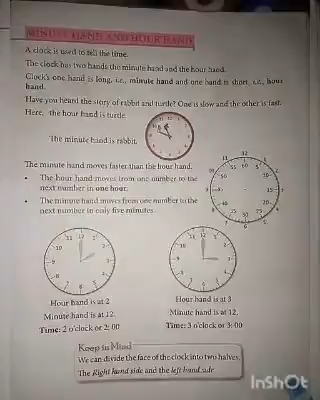 MINUTE HAND AND HOUR HAND
A clock is used to tell the time.
The clock has two hands the minute hand and the hour hand.
Clock's one hand is long, i.e., minute hand and one hand is short, i.e., hour
hand.
Have you heard the story of rabbit and turtle? One is slow and the other is fast.
Here, the hour hand is turtle.
The minute hand is rabbit.
The minute hand moves faster than the hour hand.
• The hour hand moves from one number to the
next number in one hour.
• The minute hand moves from one number to the
next number in only five minutes.
Hour hand is at 2
Minute hand is at 12.
Time: 2 o'clock or 2: 00
Hour hand is at 3
Minute hand is at 12.
Time: 3 o'clock or 3: 00
Keep in Mind
We can divide the face of the clock into two halves.
The Right hand side and the left hand side
InShOt